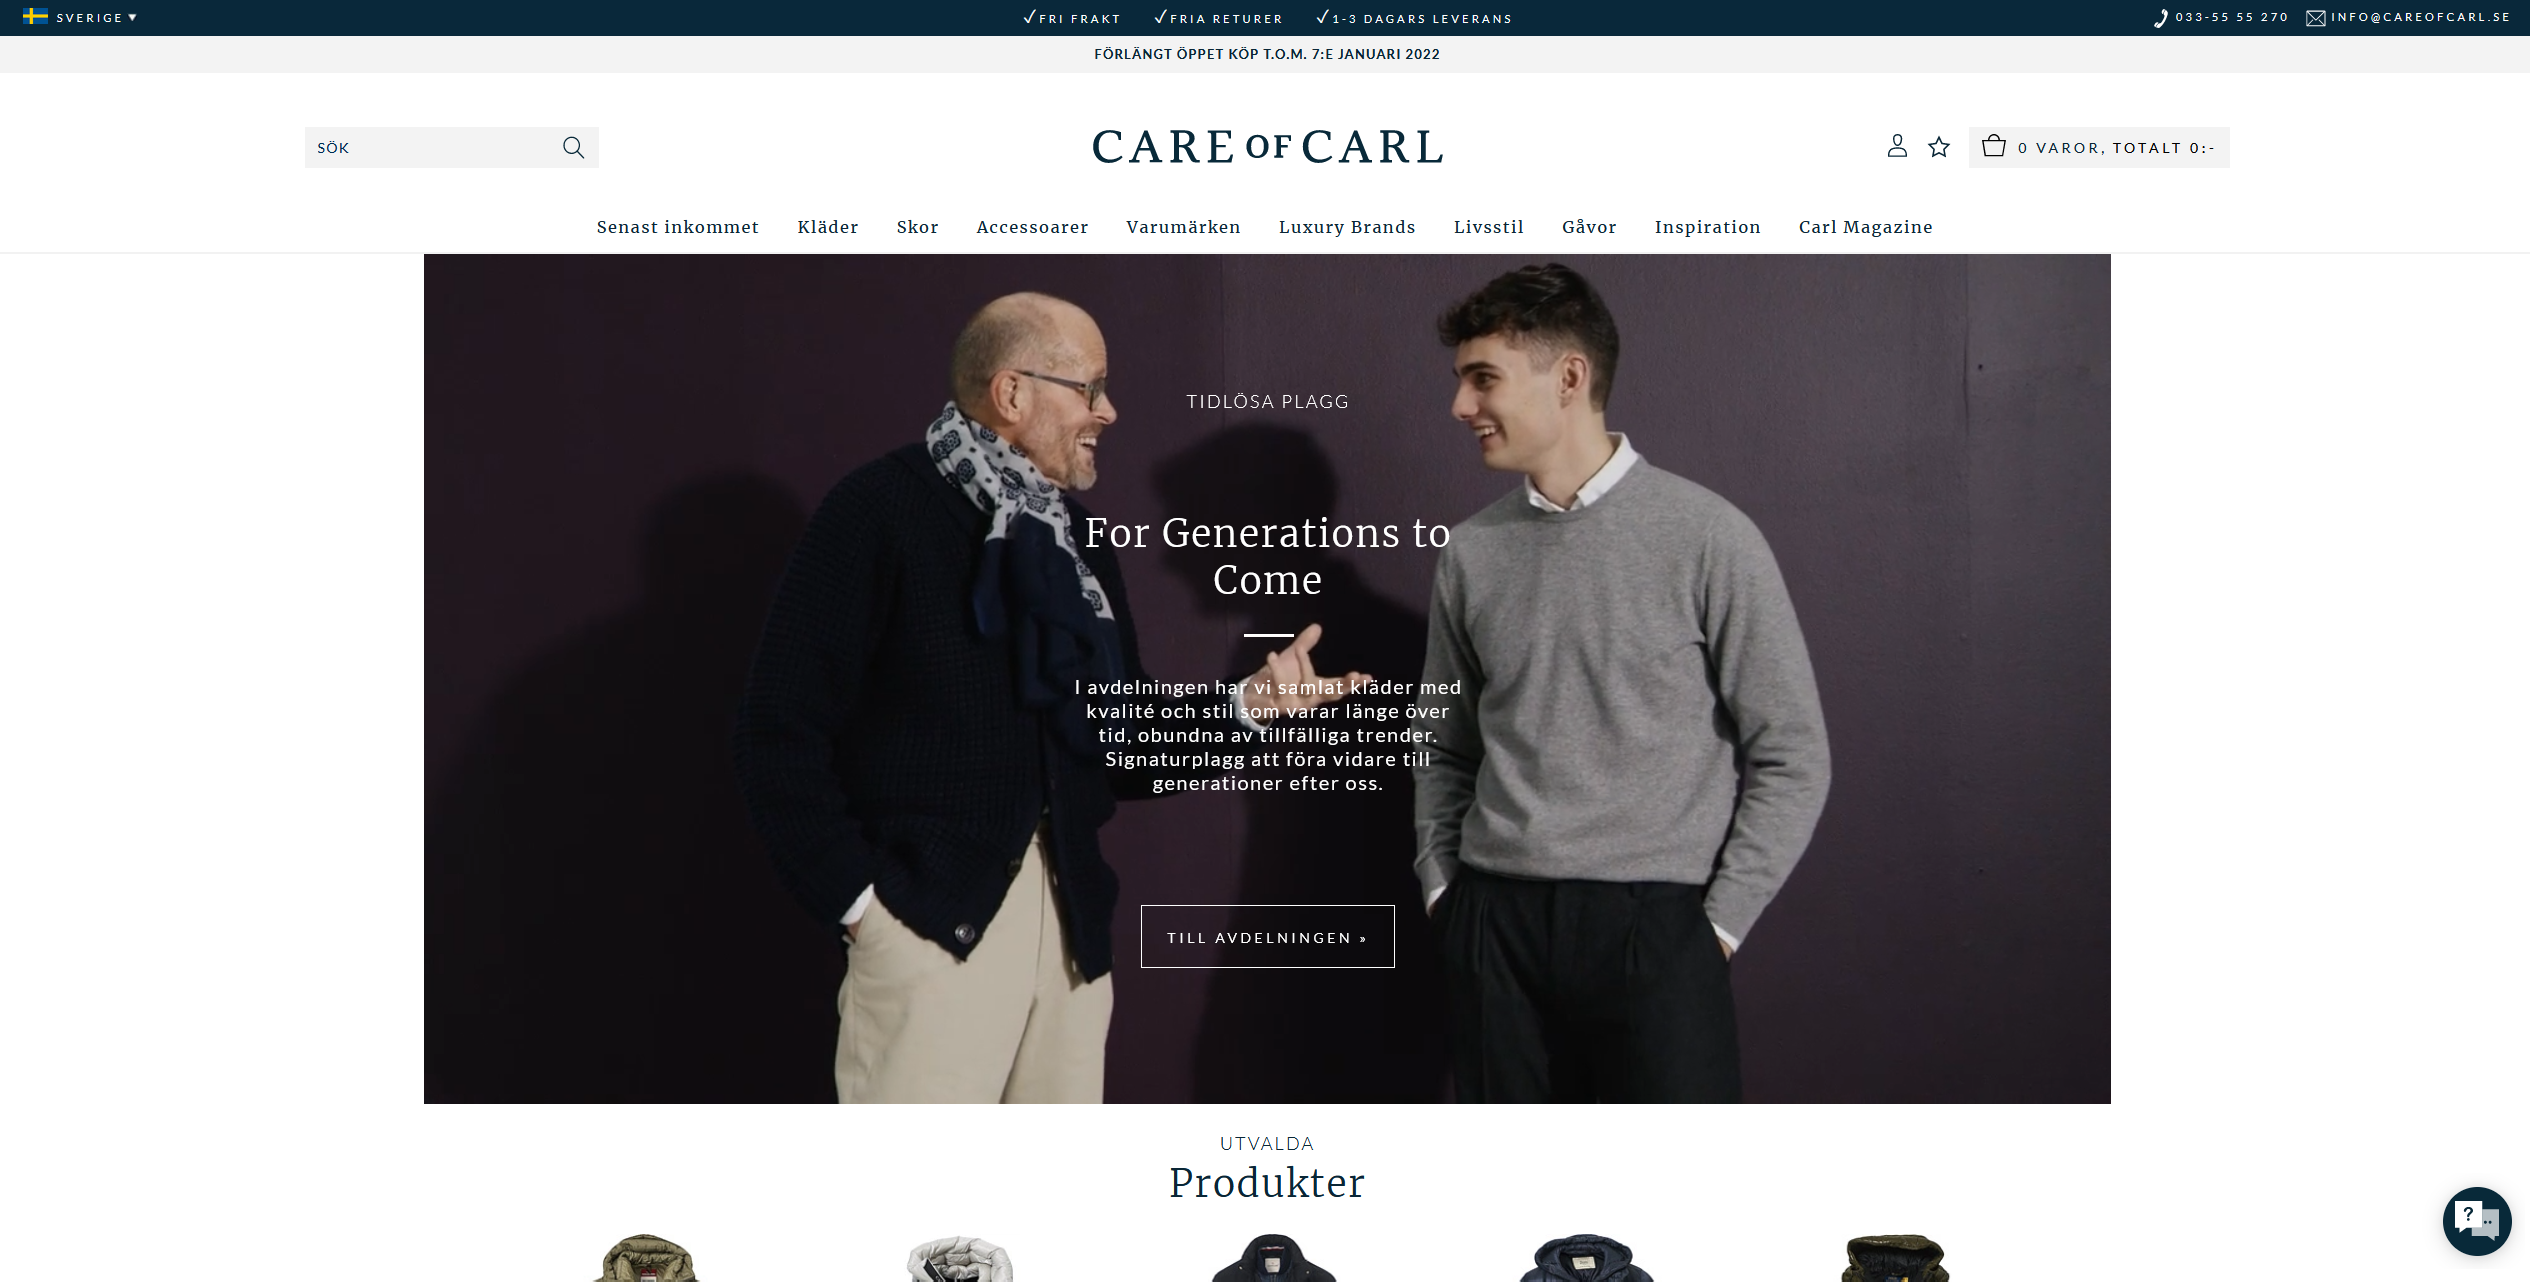 SVERIGE ▼
FRI FRAKT
FRIA RETURER
1-3 DAGARS LEVERANS
033-55 55 270
INFO@CAREOFCARL.SE
FÖRLÄNGT ÖPPET KÖP T.O.M. 7:E JANUARI 2022
SÖK
CARE OF CARL
0 VAROR, TOTALT 0:-
Senast inkommet
Kläder
Skor
Accessoarer
Varumärken
Luxury Brands
Livsstil
Gåvor
Inspiration
Carl Magazine
TIDLÖSA PLAGG
For Generations to
Come
I avdelningen har vi samlat kläder med
kvalité och stil som varar länge över
tid, obundna av tillfälliga trender.
Signaturplagg att föra vidare till
generationer efter oss.
TILL AVDELNINGEN »
UTVALDA
Produkter
?